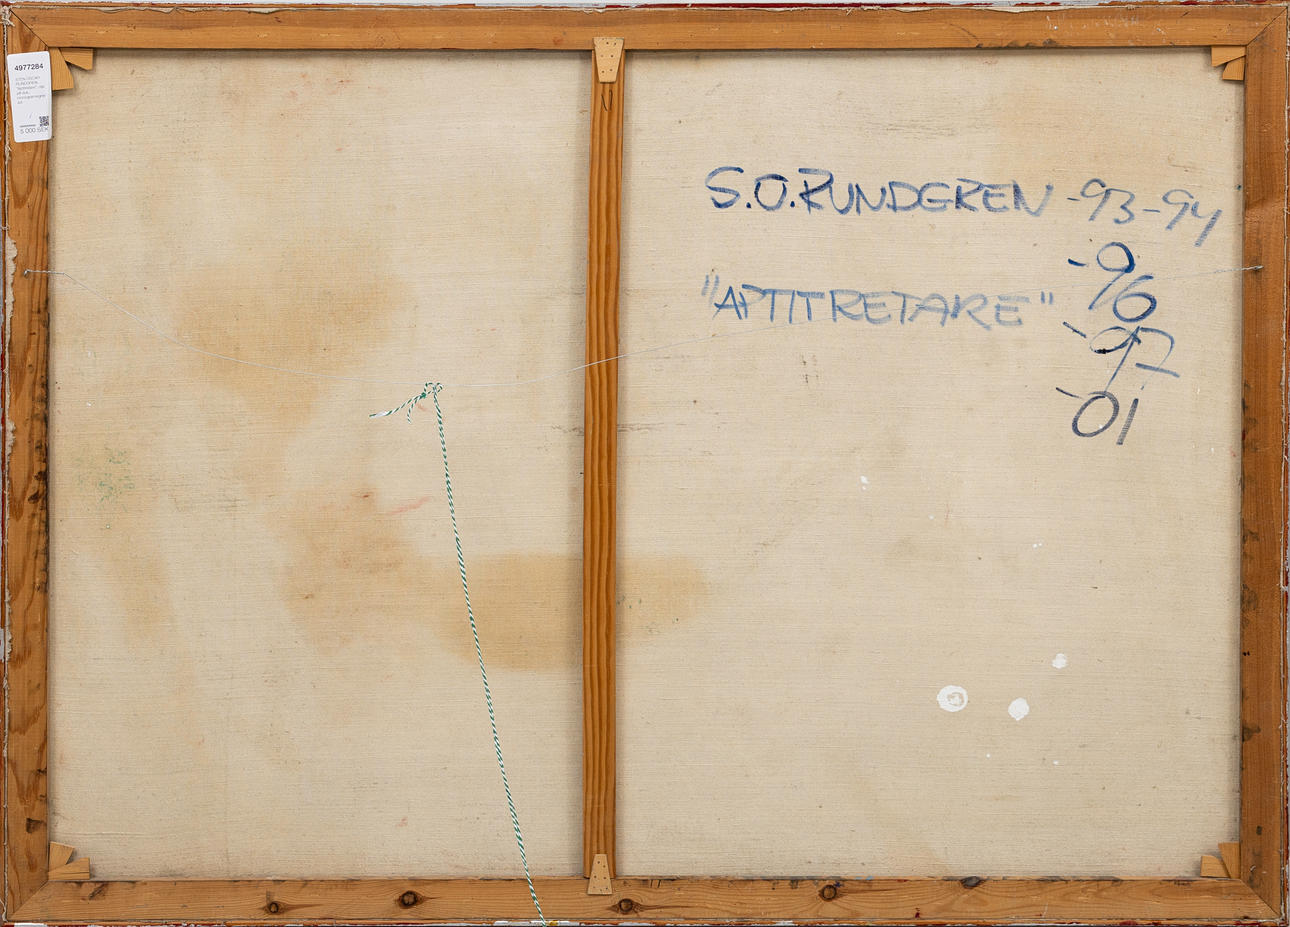 4977284
5 000 SEK
S.O.RUNDGREN -93-94
-96
"APTITRETARE"
-97
-01